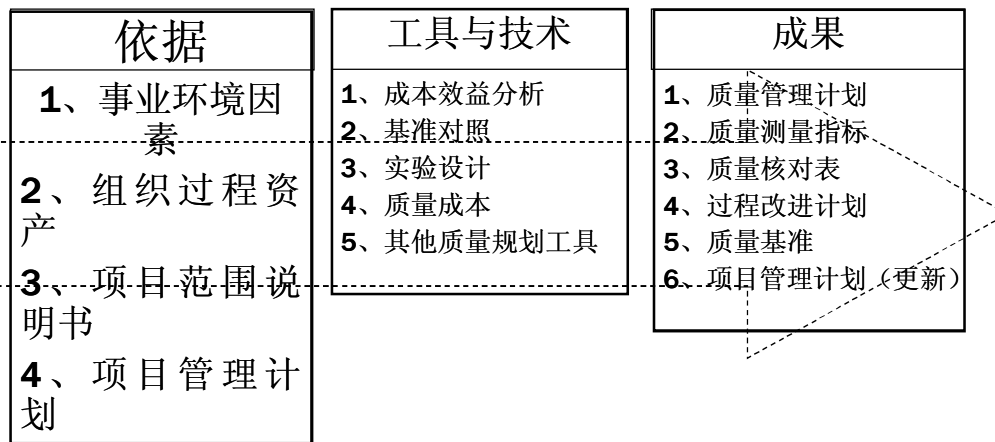 依据
1、事业环境因
素
2、组织过程资
产
3、项目范围说
明书
4、项目管理计
划
工具与技术
1、成本效益分析
2、基准对照
3、实验设计
4、质量成本
5、其他质量规划工具
成果
1、质量管理计划
2、质量测量指标
3、质量核对表
4、过程改进计划
5、质量基准
6、项目管理计划（更新）